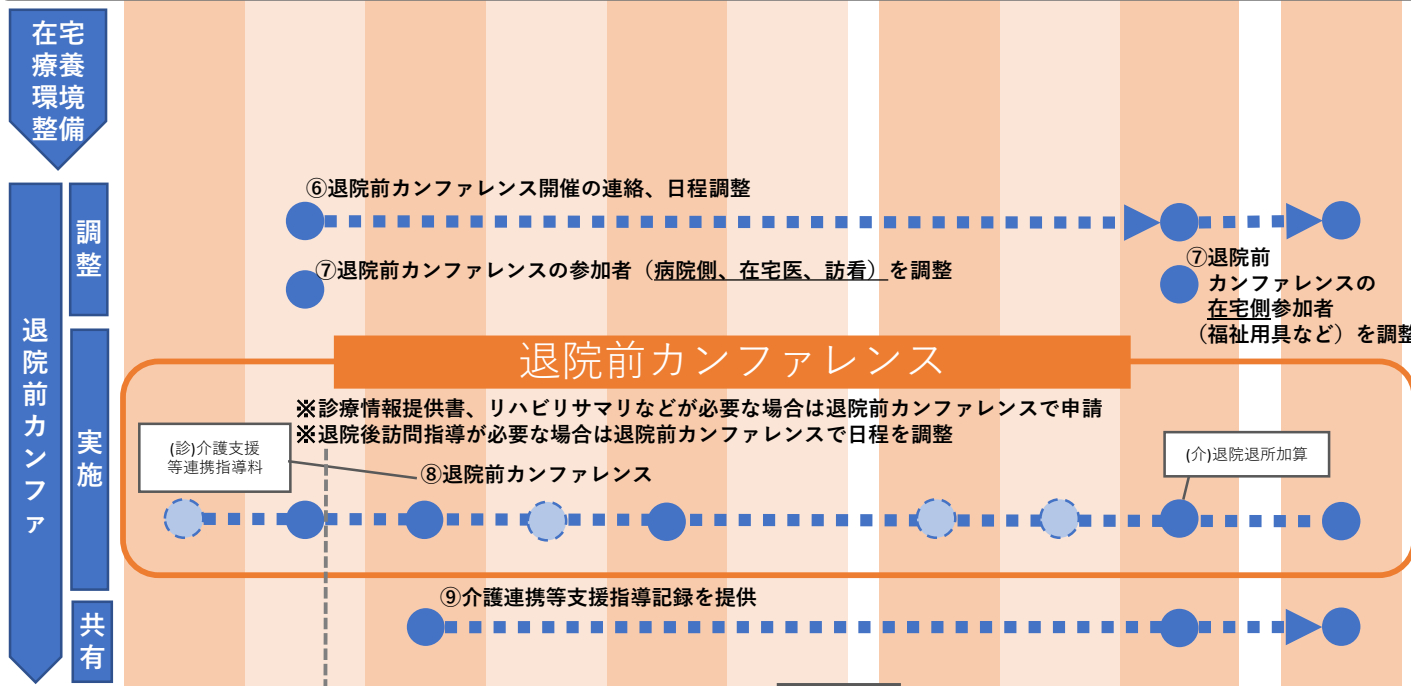 在宅
療養
環境
整備
退院前カンファ
調整
⑥退院前カンファレンス開催の連絡、日程調整
⑦退院前カンファレンスの参加者（病院側、在宅医、訪看）を調整
⑦退院前
カンファレンスの
在宅側参加者
（福祉用具など）を調整
実施
退院前カンファレンス
※診療情報提供書、リハビリサマリなどが必要な場合は退院前カンファレンスで申請
※退院後訪問指導が必要な場合は退院前カンファレンスで日程を調整
(診)介護支援
等連携指導料
⑧退院前カンファレンス
(介)退院退所加算
共有
⑨介護連携等支援指導記録を提供